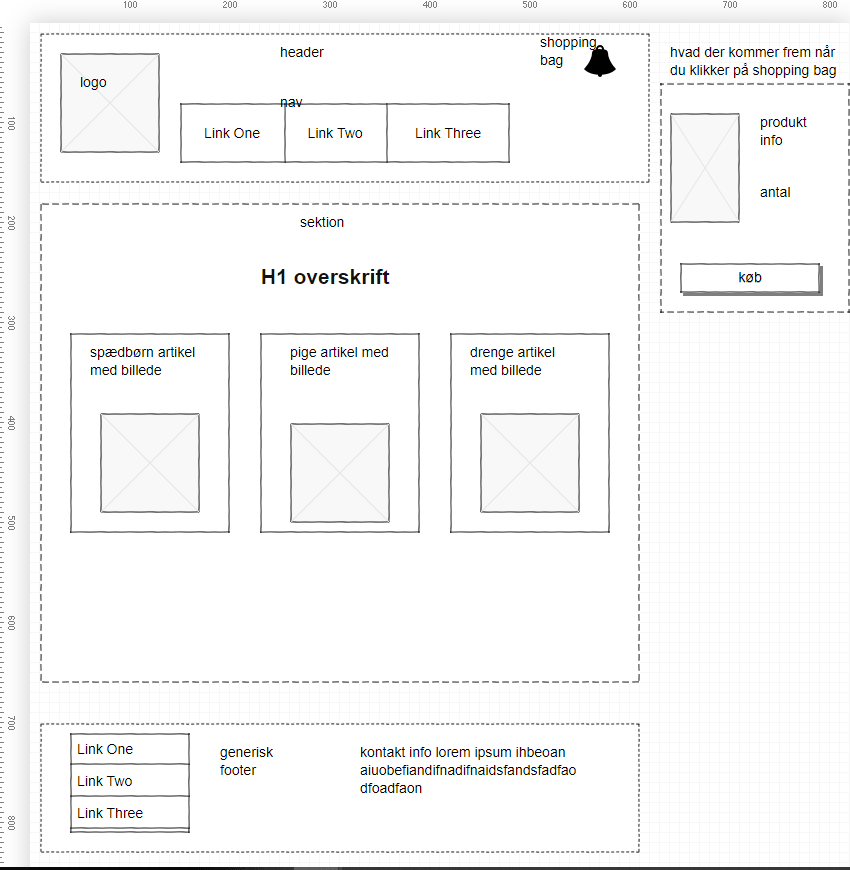 100 200 300 400 500 600 700 800
100
200
300
400
500
600
700
800
header
logo
nav
Link One Link Two Link Three
shopping
bag
hvad der kommer frem når
du klikker på shopping bag
produkt
info
antal
køb
sektion
H1 overskrift
spædbørn artikel
med billede
pige artikel med
billede
drenge artikel
med billede
Link One
Link Two
Link Three
generisk
footer
kontakt info lorem ipsum ihbeoan
aiuobefiandifnadifnaidsfandsfadfao
dfoadfaon